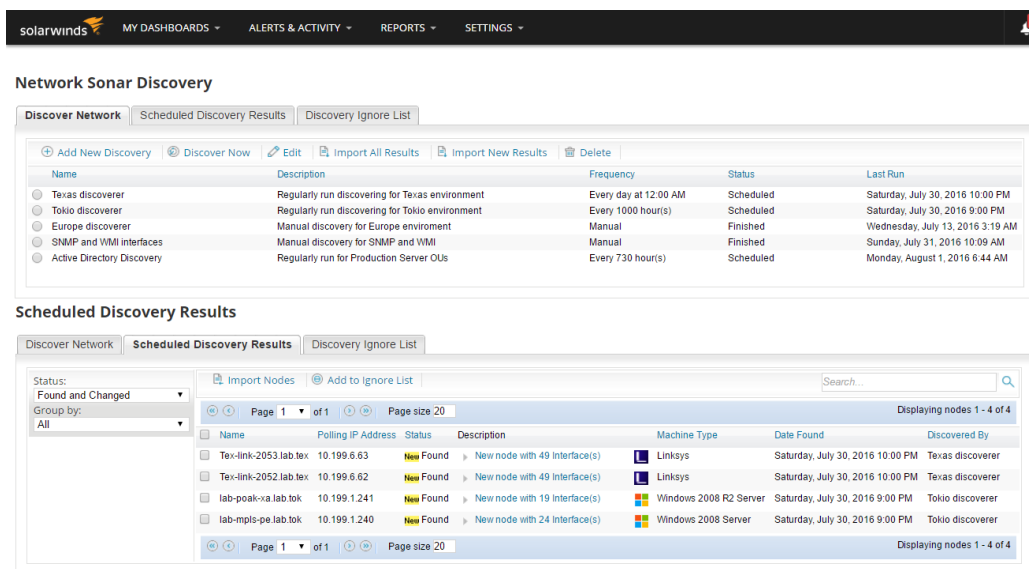 solarwinds MY DASHBOARDS ALERTS & ACTIVITY REPORTS SETTINGS
Network Sonar Discovery
Discover Network Scheduled Discovery Results Discovery Ignore List
Add New Discovery Discover Now Edit Import All Results Import New Results Delete
Name Description Frequency Status Last Run
Texas discoverer Regularly run discovering for Texas environment Every day at 12:00 AM Scheduled Saturday, July 30, 2016 10:00 PM
Tokio discoverer Regularly run discovering for Tokio environment Every 1000 hour(s) Scheduled Saturday, July 30, 2016 9:00 PM
Europe discoverer Manual discovery for Europe enviroment Manual Finished Wednesday, July 13, 2016 3:19 AM
SNMP and WMI interfaces Manual discovery for SNMP and WMI Manual Finished Sunday, July 31, 2016 10:09 AM
Active Directory Discovery Regularly run for Production Server OUs Every 730 hour(s) Scheduled Monday, August 1, 2016 6:44 AM
Scheduled Discovery Results
Discover Network Scheduled Discovery Results Discovery Ignore List
Status: Import Nodes Add to Ignore List Search...
Found and Changed
Group by: Page 1 of 1 Page size 20 Displaying nodes 1 - 4 of 4
All
Name Polling IP Address Status Description Machine Type Date Found Discovered By
Tex-link-2053.lab.tex 10.199.6.63 New Found New node with 49 Interface(s) Linksys Saturday, July 30, 2016 10:00 PM Texas discoverer
Tex-link-2052.lab.tex 10.199.6.62 New Found New node with 49 Interface(s) Linksys Saturday, July 30, 2016 10:00 PM Texas discoverer
lab-poak-xa.lab.tok 10.199.1.241 New Found New node with 19 Interface(s) Windows 2008 R2 Server Saturday, July 30, 2016 9:00 PM Tokio discoverer
lab-mpls-pe.lab.tok 10.199.1.240 New Found New node with 24 Interface(s) Windows 2008 Server Saturday, July 30, 2016 9:00 PM Tokio discoverer
Page 1 of 1 Page size 20 Displaying nodes 1 - 4 of 4